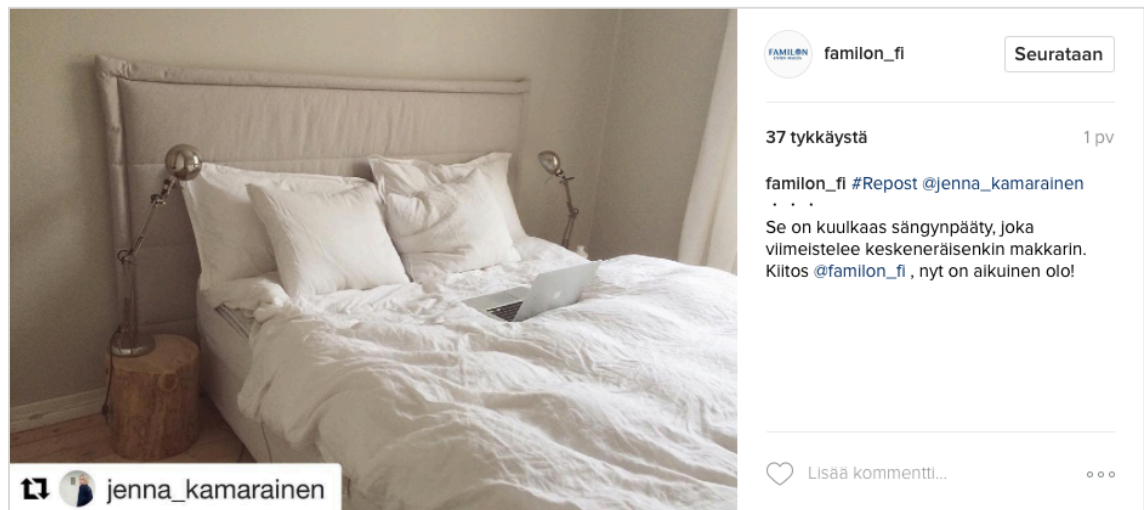 jenna_kamarainen
FAMILON
familon_fi
Seurataan
37 tykkäystä
1 pv
familon_fi #Repost @jenna_kamarainen
· · ·
Se on kuulkaas sängynpääty, joka
viimeistelee keskeneräisenkin makkarin.
Kiitos @familon_fi , nyt on aikuinen olo!
Lisää kommentti...